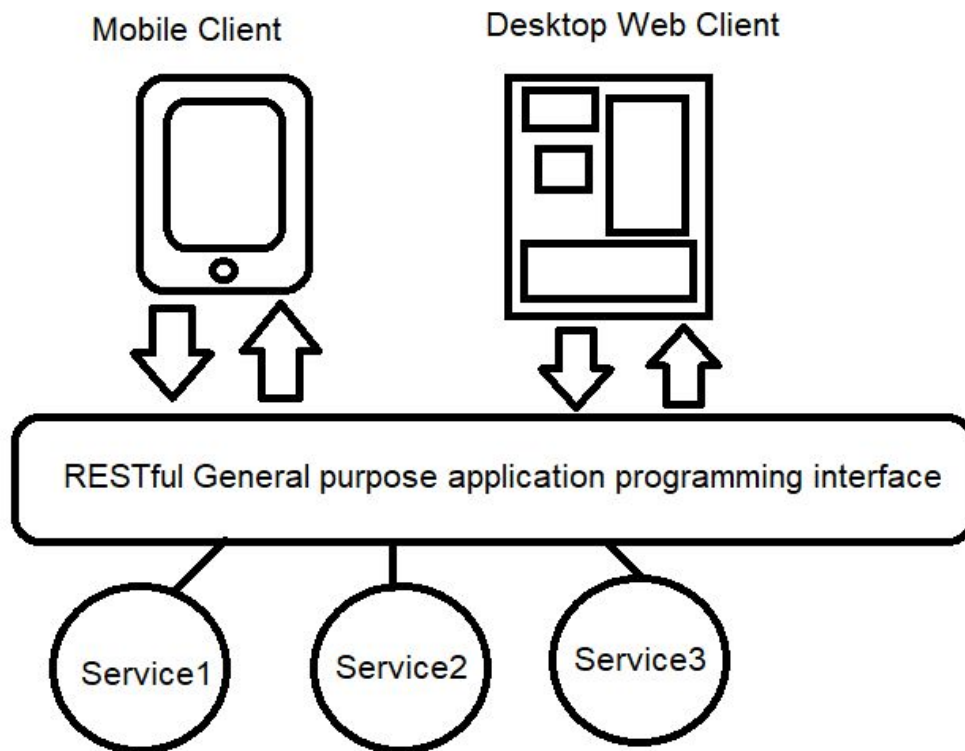 Mobile Client
Desktop Web Client
RESTful General purpose application programming interface
Service1
Service2
Service3